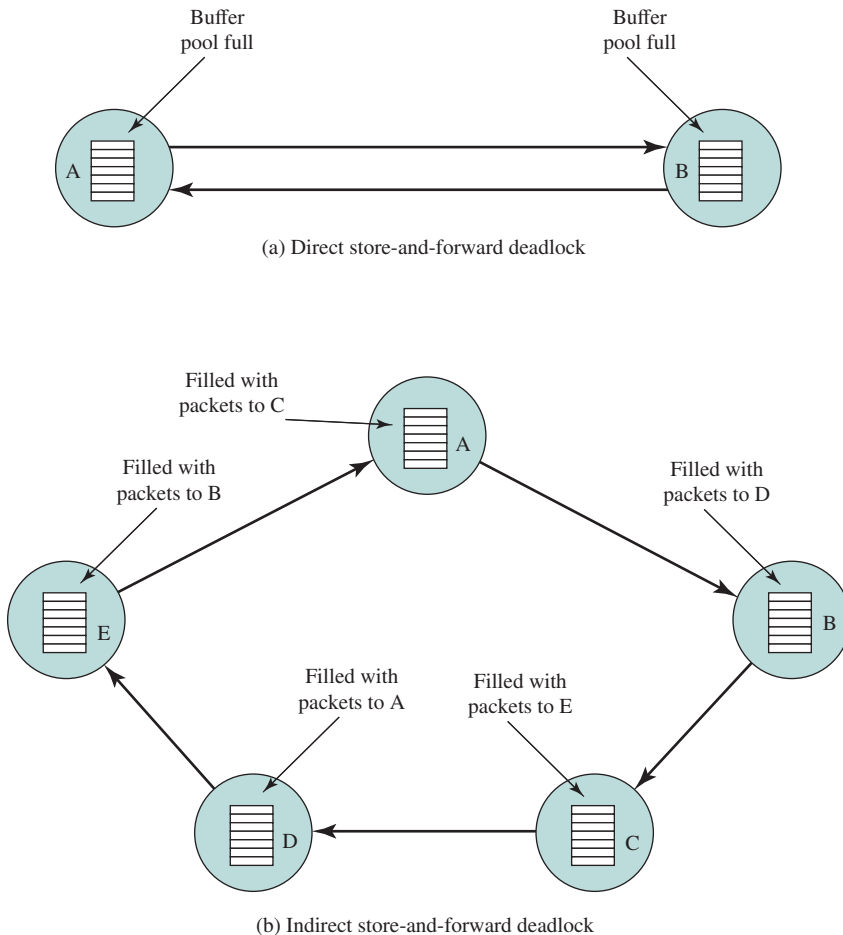 Buffer
pool full
Buffer
pool full
A
B
(a) Direct store-and-forward deadlock
Filled with
packets to C
A
Filled with
packets to B
Filled with
packets to D
E
B
Filled with
packets to A
Filled with
packets to E
D
C
(b) Indirect store-and-forward deadlock